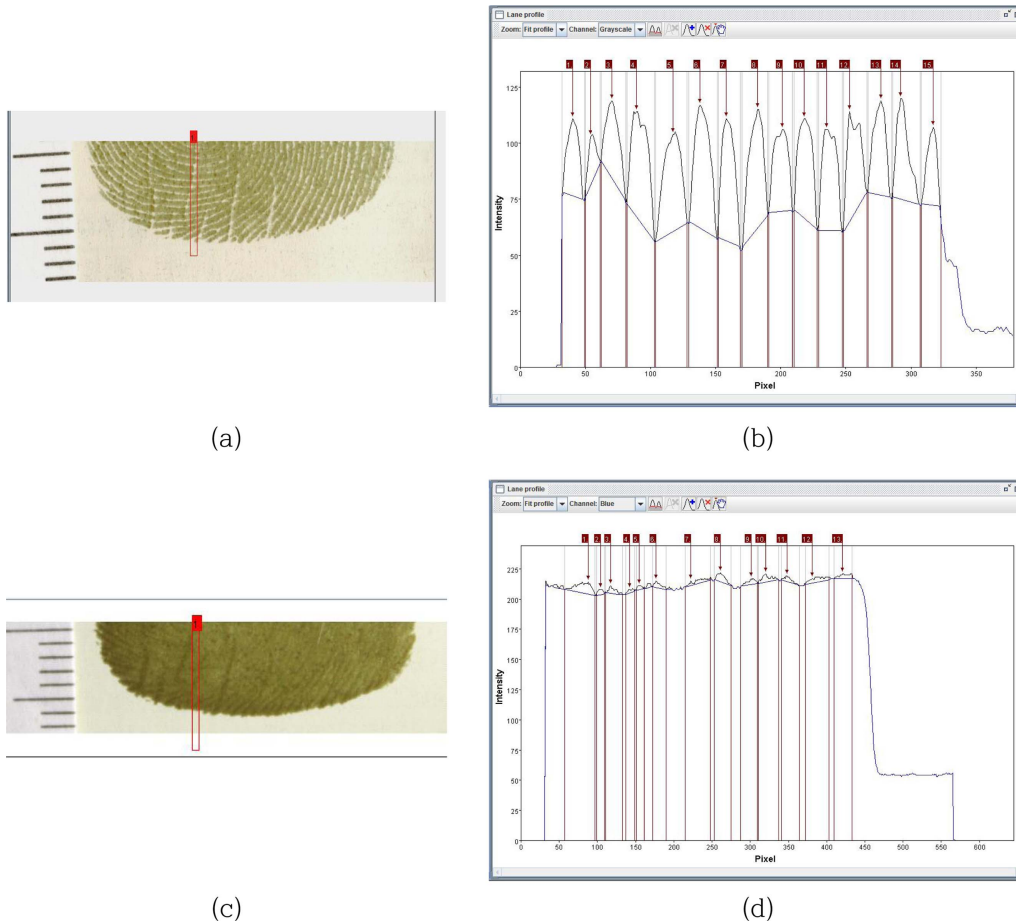 Lane profile
Zoom: Fit profile Channel: Grayscale
1 2 3 4 5 6 7 8 9 10 11 12 13 14 15
125
100
75
50
25
0
Intensity
0 50 100 150 200 250 300 350
Pixel
(a)
(b)
Lane profile
Zoom: Fit profile Channel: Blue
1 2 3 4 5 6 7 8 9 10 11 12 13
225
200
175
150
125
100
75
50
25
0
Intensity
0 50 100 150 200 250 300 350 400 450 500 550 600
Pixel
(c)
(d)